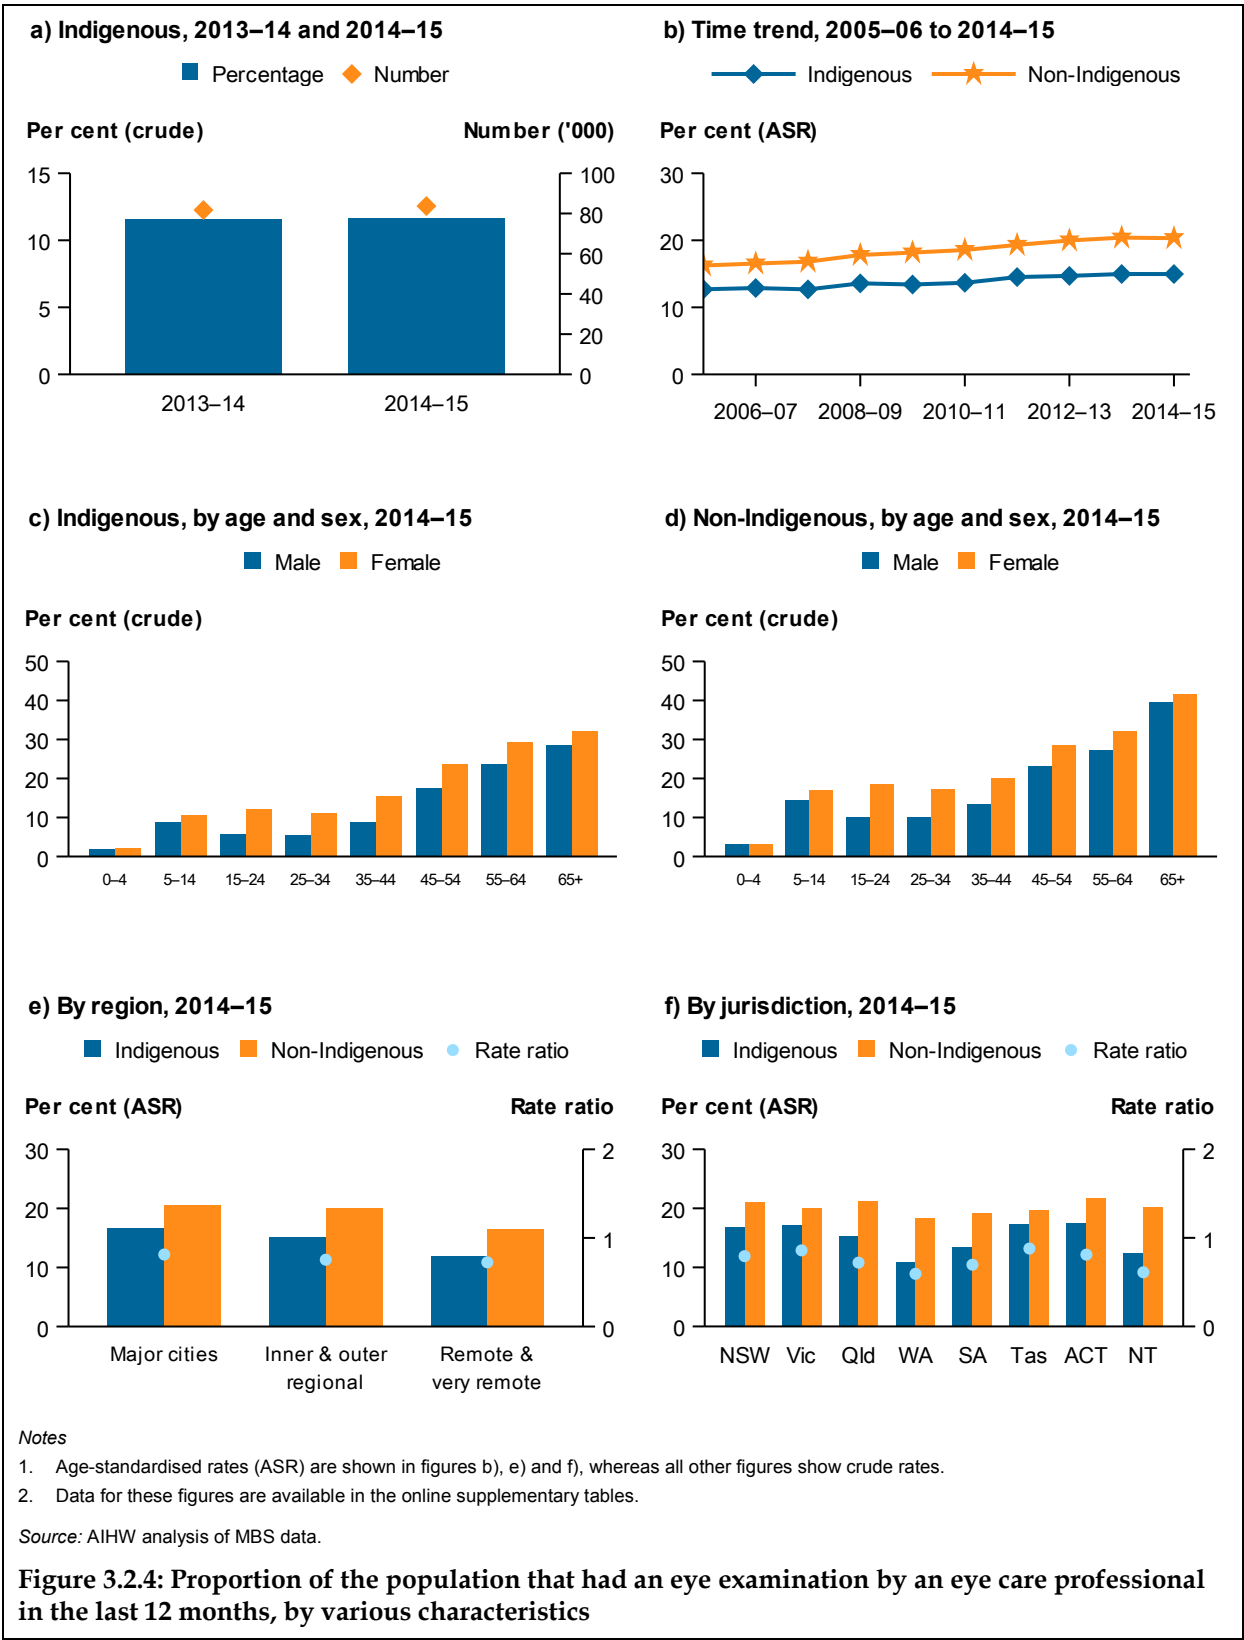 a) Indigenous, 2013–14 and 2014–15
Percentage Number
Per cent (crude) Number ('000)
15 100
80
10
60
40
5
20
0 0
2013–14 2014–15
b) Time trend, 2005–06 to 2014–15
Indigenous Non-Indigenous
Per cent (ASR)
30
20
10
0
2006–07 2008–09 2010–11 2012–13 2014–15
c) Indigenous, by age and sex, 2014–15
Male Female
Per cent (crude)
50
40
30
20
10
0
0–4 5–14 15–24 25–34 35–44 45–54 55–64 65+
d) Non-Indigenous, by age and sex, 2014–15
Male Female
Per cent (crude)
50
40
30
20
10
0
0–4 5–14 15–24 25–34 35–44 45–54 55–64 65+
e) By region, 2014–15
Indigenous Non-Indigenous Rate ratio
Per cent (ASR) Rate ratio
30 2
20
1
10
0 0
Major cities Inner & outer Remote &
regional very remote
f) By jurisdiction, 2014–15
Indigenous Non-Indigenous Rate ratio
Per cent (ASR) Rate ratio
30 2
20
1
10
0 0
NSW Vic Qld WA SA Tas ACT NT
Notes
1. Age-standardised rates (ASR) are shown in figures b), e) and f), whereas all other figures show crude rates.
2. Data for these figures are available in the online supplementary tables.
Source: AIHW analysis of MBS data.
Figure 3.2.4: Proportion of the population that had an eye examination by an eye care professional
in the last 12 months, by various characteristics